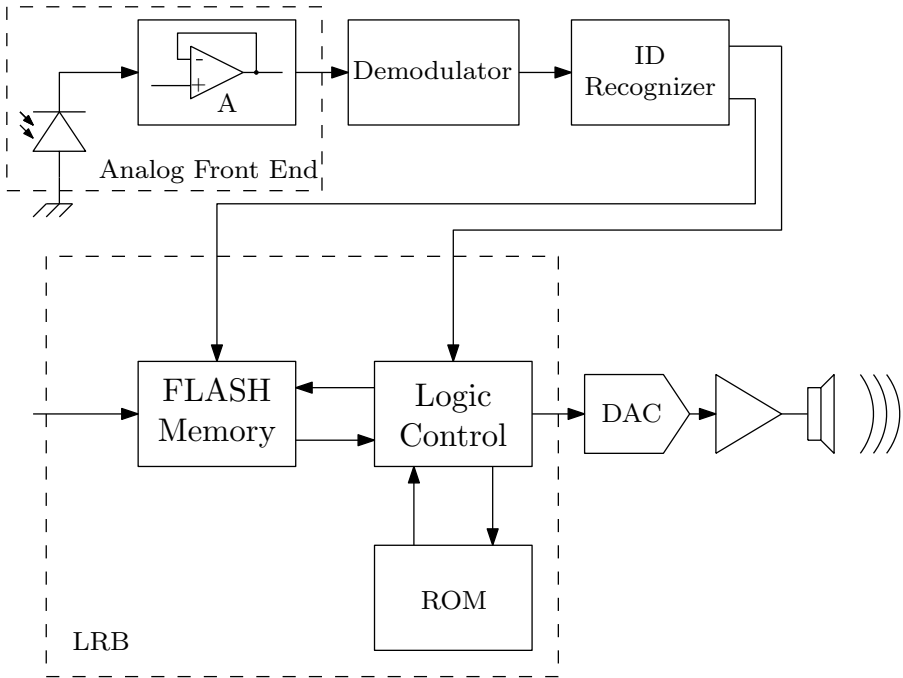 -
+
A
Analog Front End
Demodulator
ID
Recognizer
FLASH
Memory
Logic
Control
DAC
ROM
LRB